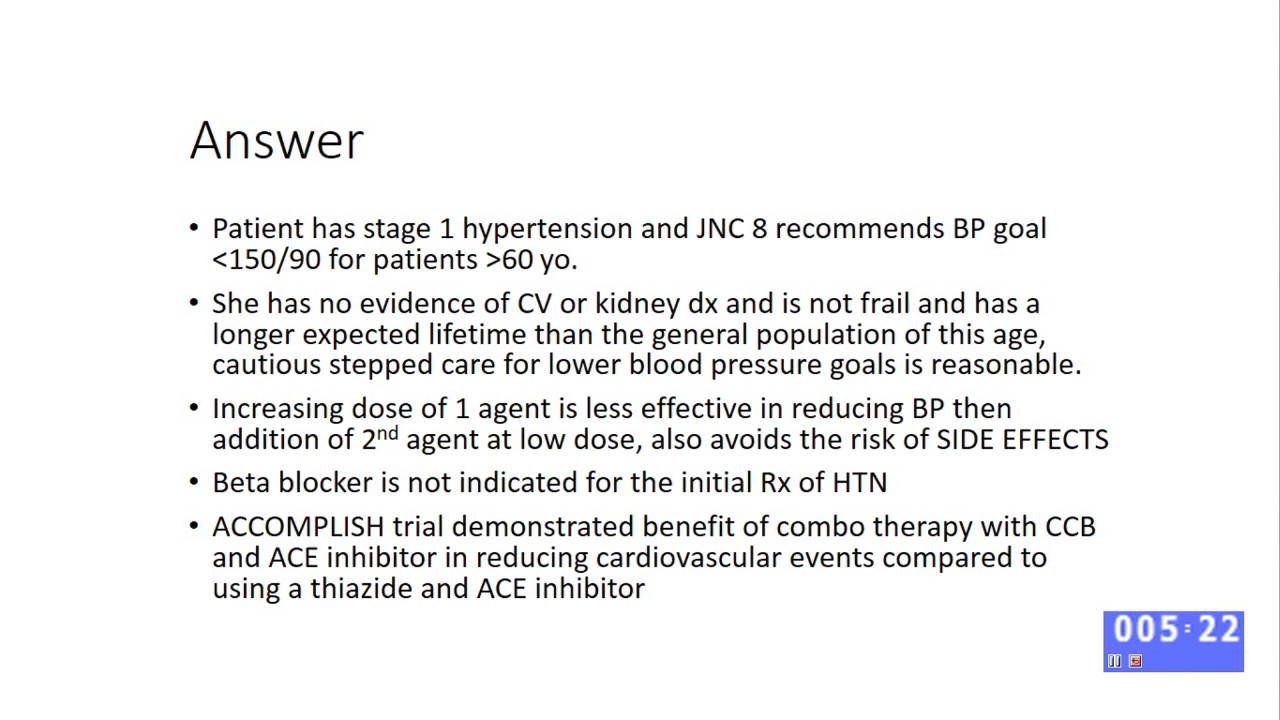 Answer
• Patient has stage 1 hypertension and JNC 8 recommends BP goal
<150/90 for patients >60 yo.
• She has no evidence of CV or kidney dx and is not frail and has a
longer expected lifetime than the general population of this age,
cautious stepped care for lower blood pressure goals is reasonable.
• Increasing dose of 1 agent is less effective in reducing BP then
addition of 2nd agent at low dose, also avoids the risk of SIDE EFFECTS
• Beta blocker is not indicated for the initial Rx of HTN
• ACCOMPLISH trial demonstrated benefit of combo therapy with CCB
and ACE inhibitor in reducing cardiovascular events compared to
using a thiazide and ACE inhibitor
005:22